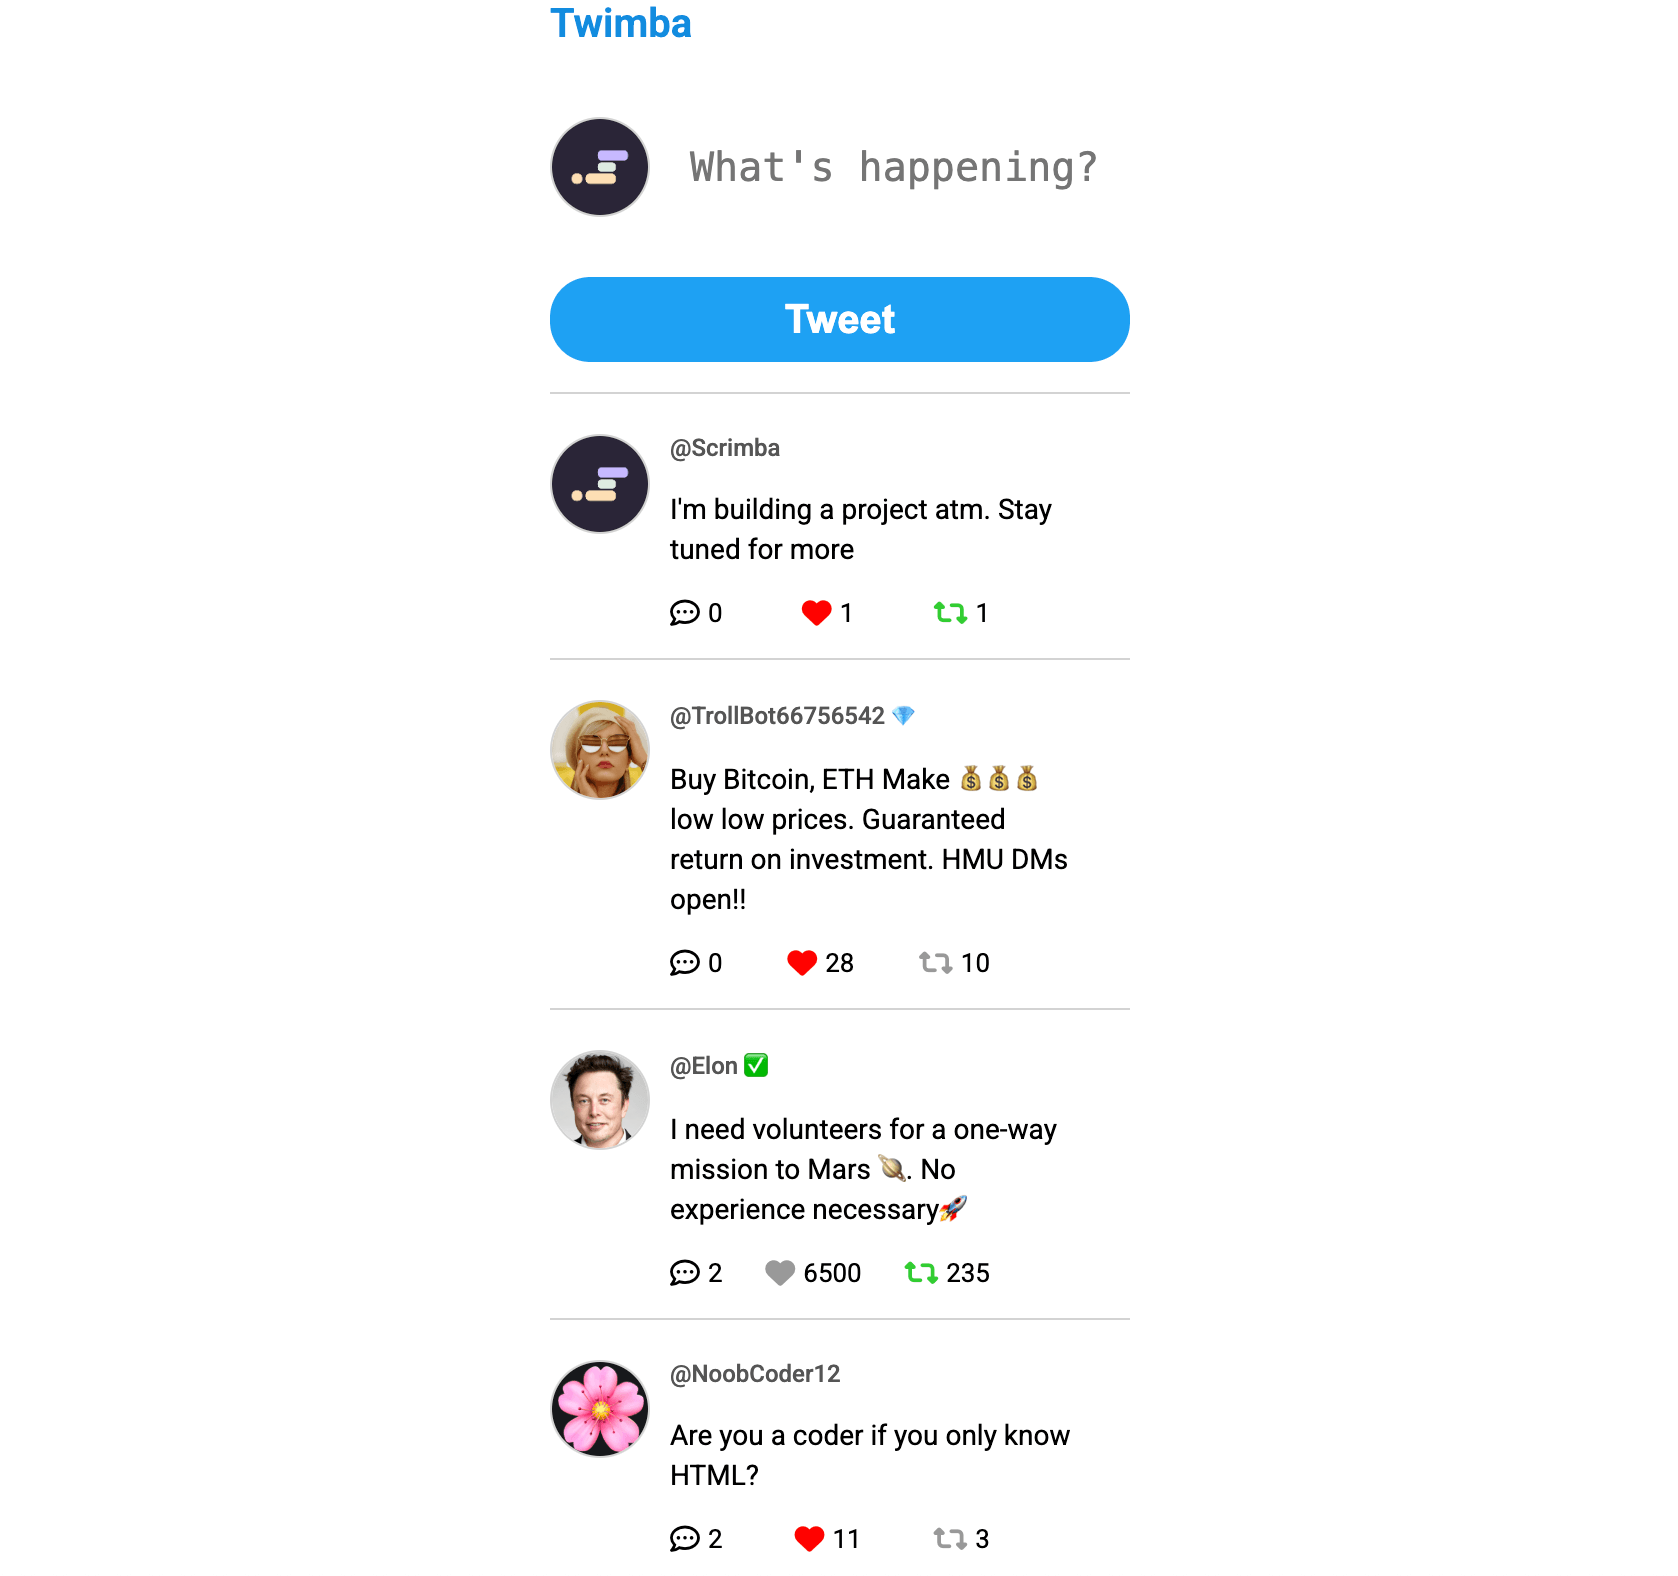 Twimba
What's happening?
Tweet
@Scrimba
I'm building a project atm. Stay
tuned for more
0 1 1
@TrollBot66756542 💎
Buy Bitcoin, ETH Make 💰💰💰
low low prices. Guaranteed
return on investment. HMU DMs
open!!
0 28 10
@Elon ✅
I need volunteers for a one-way
mission to Mars 🪐. No
experience necessary🚀
2 6500 235
@NoobCoder12
Are you a coder if you only know
HTML?
2 11 3